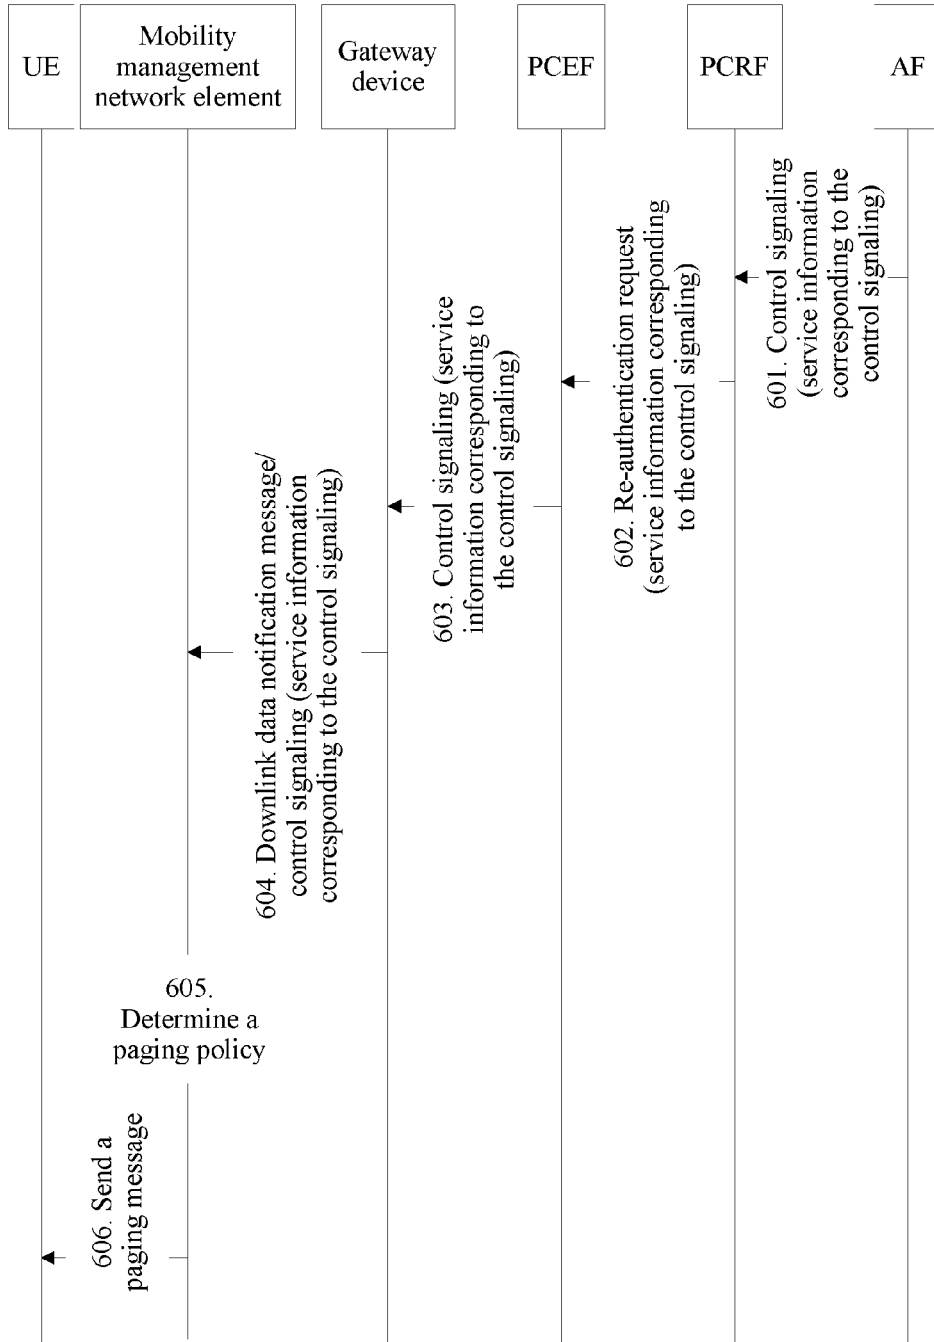 UE
Mobility
management
network element
Gateway
device
PCEF
PCRF
AF
601. Control signaling
(service information
corresponding to the
control signaling)
602. Re-authentication request
(service information corresponding
to the control signaling)
603. Control signaling (service
information corresponding to
the control signaling)
604. Downlink data notification message/
control signaling (service information
corresponding to the control signaling)
605.
Determine a
paging policy
606. Send a
paging message